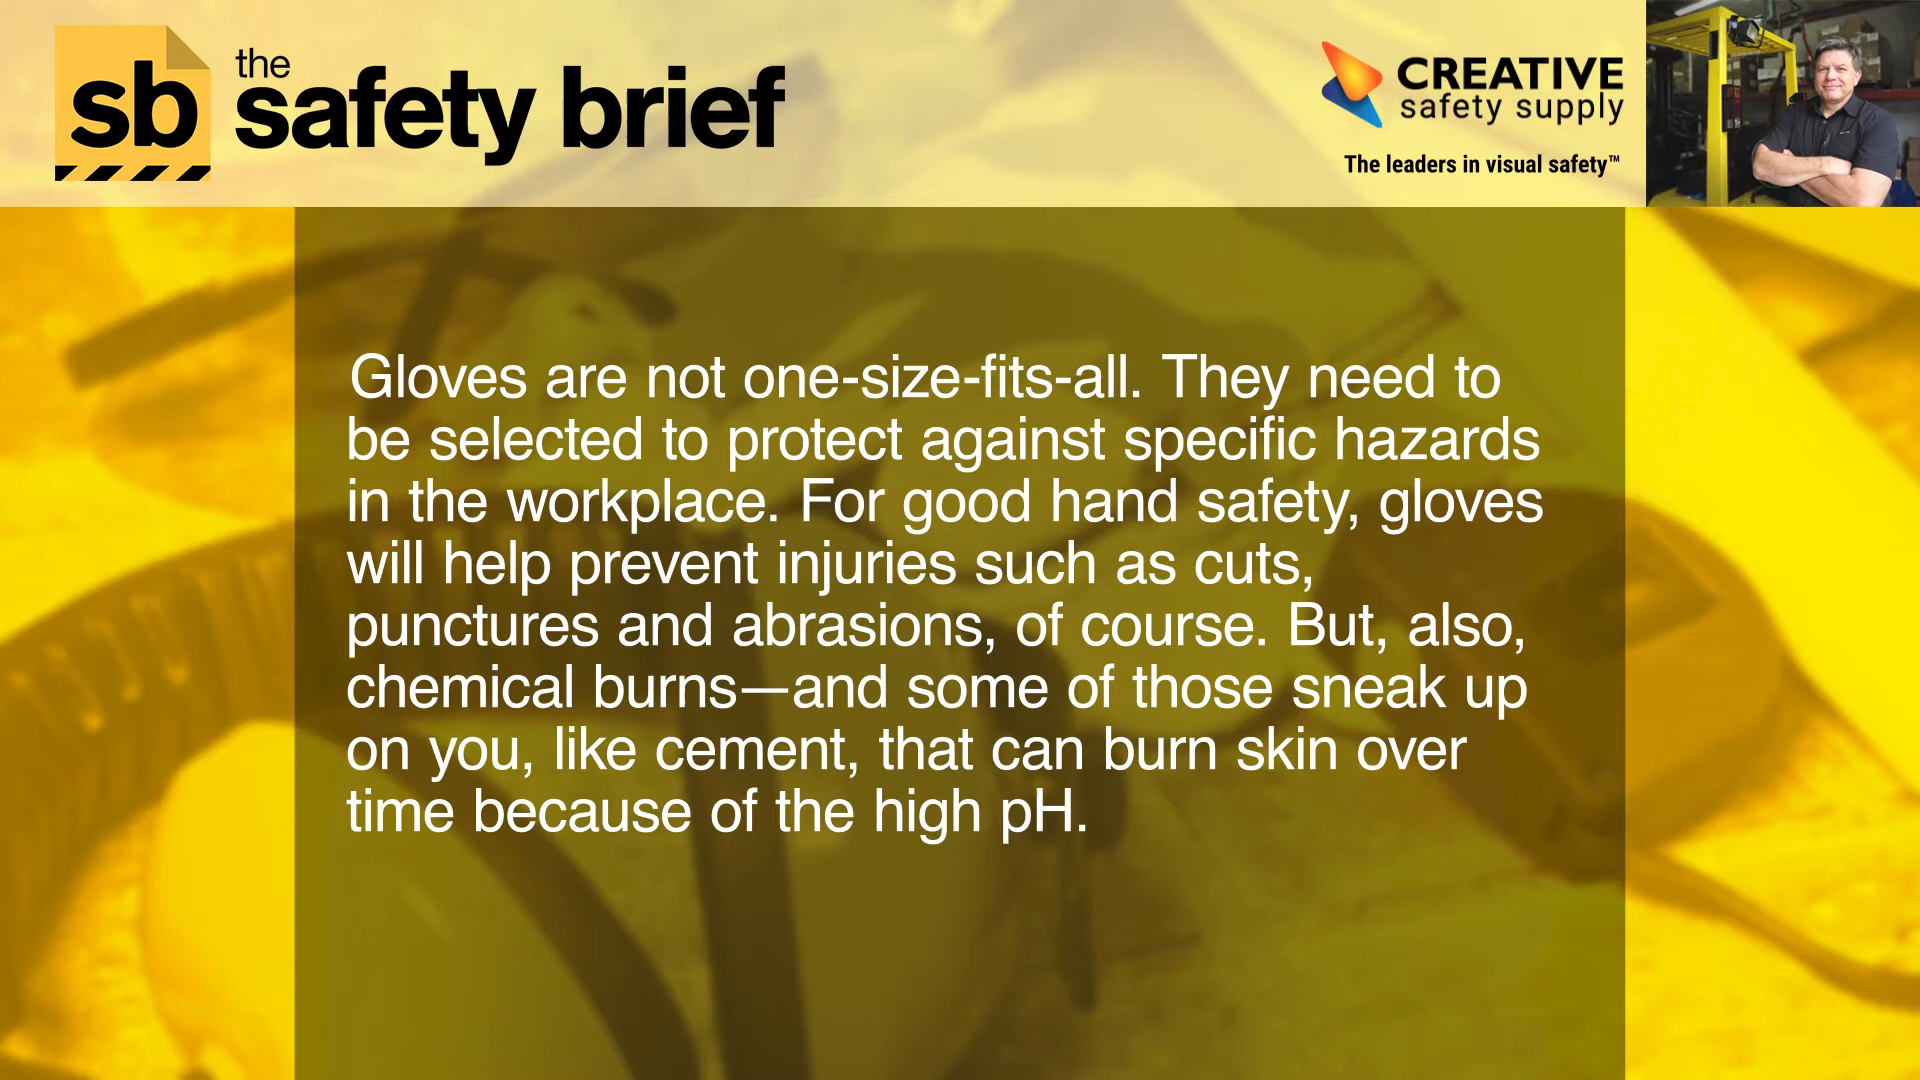 sb
the
safety brief
CREATIVE
safety supply
The leaders in visual safety™
Gloves are not one-size-fits-all. They need to
be selected to protect against specific hazards
in the workplace. For good hand safety, gloves
will help prevent injuries such as cuts,
punctures and abrasions, of course. But, also,
chemical burns—and some of those sneak up
on you, like cement, that can burn skin over
time because of the high pH.